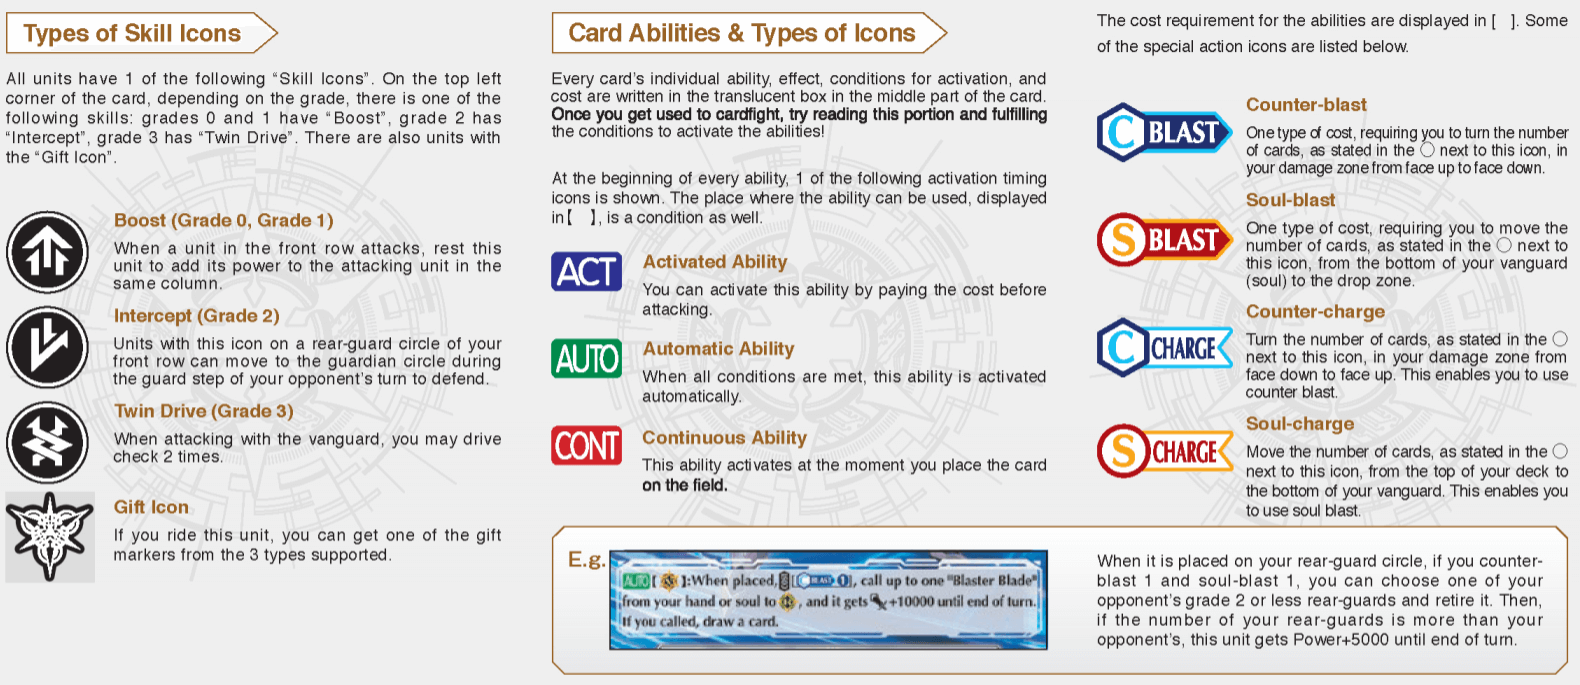 Types of Skill Icons
All units have 1 of the following “Skill Icons”. On the top left
corner of the card, depending on the grade, there is one of the
following skills: grades 0 and 1 have “Boost”, grade 2 has
“Intercept”, grade 3 has “Twin Drive”. There are also units with
the “Gift Icon”.
Boost (Grade 0, Grade 1)
When a unit in the front row attacks, rest this
unit to add its power to the attacking unit in the
same column.
Intercept (Grade 2)
Units with this icon on a rear-guard circle of your
front row can move to the guardian circle during
the guard step of your opponent's turn to defend.
Twin Drive (Grade 3)
When attacking with the vanguard, you may drive
check 2 times.
Gift Icon
If you ride this unit, you can get one of the gift
markers from the 3 types supported.
Card Abilities & Types of Icons
Every card's individual ability, effect, conditions for activation, and
cost are written in the translucent box in the middle part of the card.
Once you get used to cardfight, try reading this portion and fulfilling
the conditions to activate the abilities!
At the beginning of every ability, 1 of the following activation timing
icons is shown. The place where the ability can be used, displayed
in【 】, is a condition as well.
ACT
Activated Ability
You can activate this ability by paying the cost before
attacking.
AUTO
Automatic Ability
When all conditions are met, this ability is activated
automatically.
CONT
Continuous Ability
This ability activates at the moment you place the card
on the field.
The cost requirement for the abilities are displayed in [ ]. Some
of the special action icons are listed below.
C BLAST
Counter-blast
One type of cost, requiring you to turn the number
of cards, as stated in the ○ next to this icon, in
your damage zone from face up to face down.
S BLAST
Soul-blast
One type of cost, requiring you to move the
number of cards, as stated in the ○ next to
this icon, from the bottom of your vanguard
(soul) to the drop zone.
C CHARGE
Counter-charge
Turn the number of cards, as stated in the ○
next to this icon, in your damage zone from
face down to face up. This enables you to use
counter blast.
S CHARGE
Soul-charge
Move the number of cards, as stated in the ○
next to this icon, from the top of your deck to
the bottom of your vanguard. This enables you
to use soul blast.
E.g.
AUTO【 】:When placed, [C BLAST 1], call up to one "Blaster Blade"
from your hand or soul to , and it gets +10000 until end of turn.
If you called, draw a card.
When it is placed on your rear-guard circle, if you counter-
blast 1 and soul-blast 1, you can choose one of your
opponent's grade 2 or less rear-guards and retire it. Then,
if the number of your rear-guards is more than your
opponent's, this unit gets Power+5000 until end of turn.